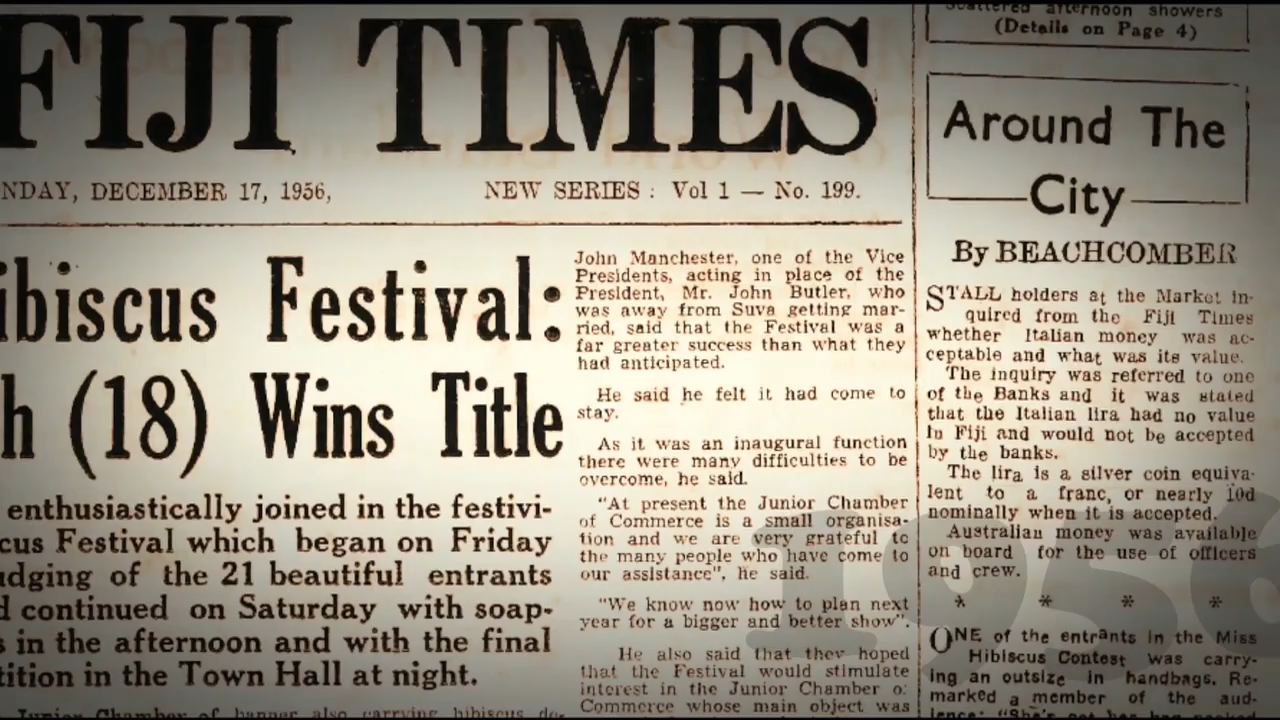 FIJI TIMES
NDAY, DECEMBER 17, 1956,
NEW SERIES : Vol 1 — No. 199.
ibiscus Festival:
h (18) Wins Title
enthusiastically joined in the festivi-
cus Festival which began on Friday
udging of the 21 beautiful entrants
d continued on Saturday with soap-
s in the afternoon and with the final
tition in the Town Hall at night.
Junior Chamber of banner also carrying hibiscus de-
John Manchester, one of the Vice
Presidents, acting in place of the
President, Mr. John Butler, who
was away from Suva getting mar-
ried, said that the Festival was a
far greater success than what they
had anticipated.
He said he felt it had come to
stay.
As it was an inaugural function
there were many difficulties to be
overcome, he said.
"At present the Junior Chamber
of Commerce is a small organisa-
tion and we are very grateful to
the many people who have come to
our assistance", he said.
"We know now how to plan next
year for a bigger and better show".
He also said that they hoped
that the Festival would stimulate
interest in the Junior Chamber o:
Commerce whose main object was
scattered afternoon showers
(Details on Page 4)
Around The
City
By BEACHCOMBER
STALL holders at the Market in-
quired from the Fiji Times
whether Italian money was ac-
ceptable and what was its value.
The inquiry was referred to one
of the Banks and it was stated
that the Italian lira had no value
in Fiji and would not be accepted
by the banks.
The lira is a silver coin equiva-
lent to a franc, or nearly 10d
nominally when it is accepted.
Australian money was available
on board for the use of officers
and crew.
* * * *
ONE of the entrants in the Miss
Hibiscus Contest was carry-
ing an outsize in handbags. Re-
marked a member of the aud-
ience: "She's
1956